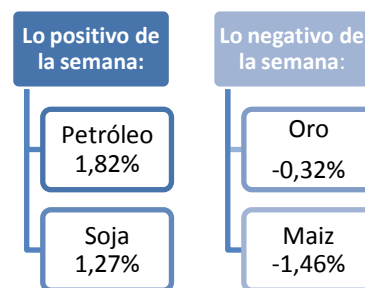 Lo positivo de
la semana:
Petróleo
1,82%
Soja
1,27%
Lo negativo de
la semana:
Oro
-0,32%
Maiz
-1,46%